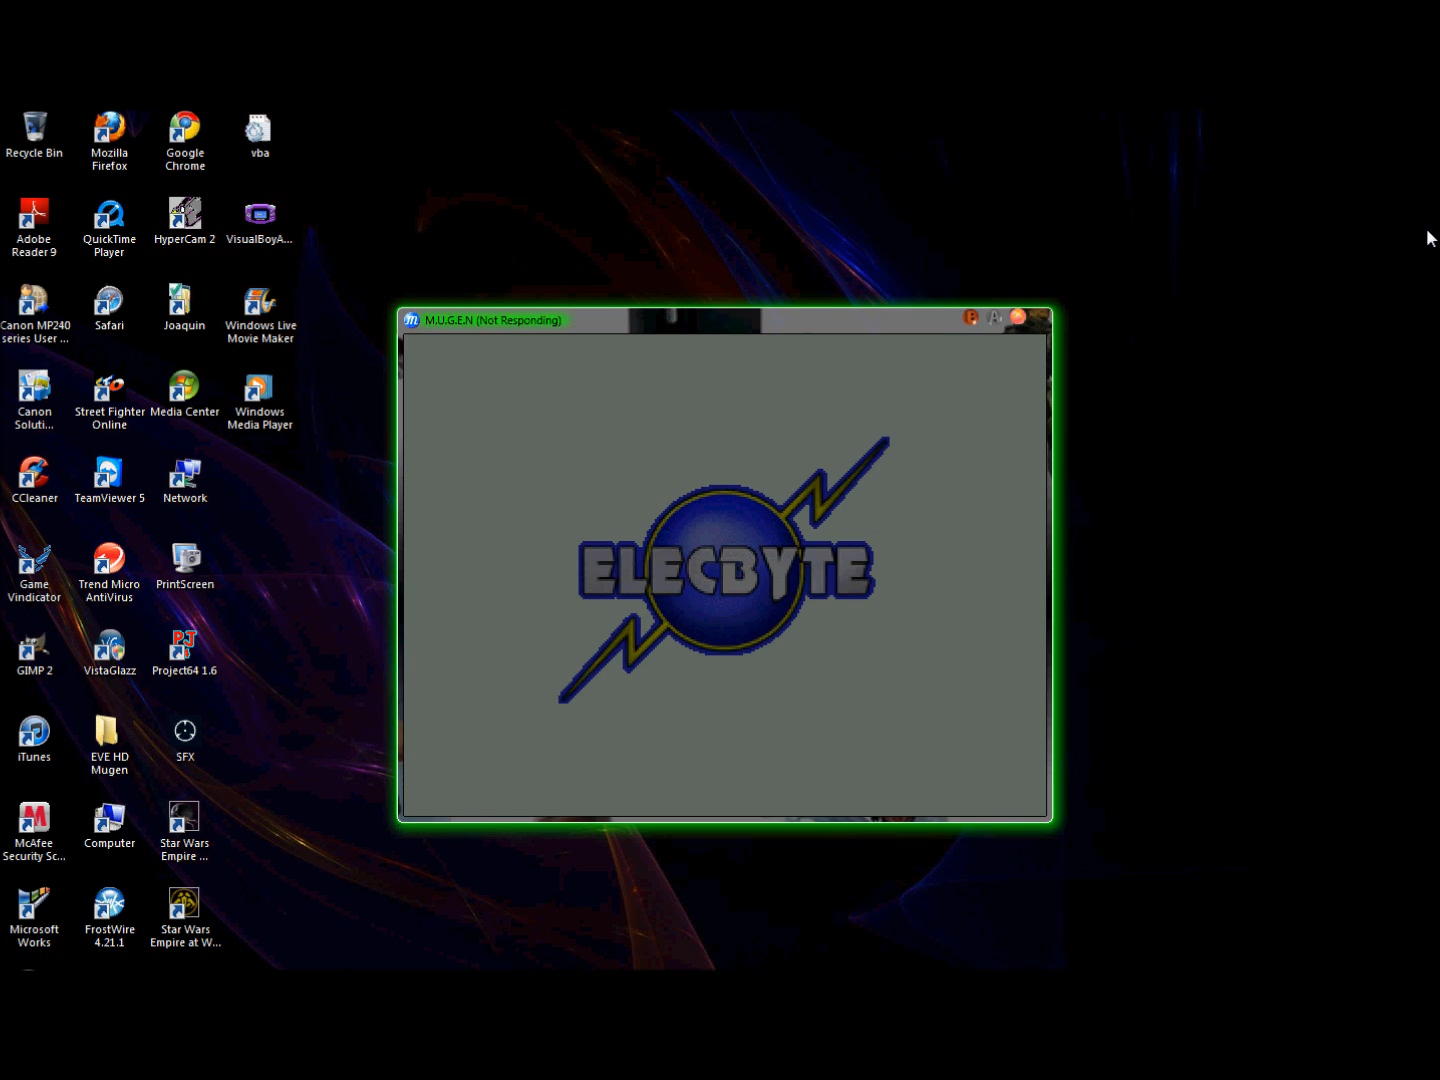 Recycle Bin
Mozilla
Firefox
Google
Chrome
vba
Adobe
Reader 9
QuickTime
Player
HyperCam 2
VisualBoyA...
Canon MP240
series User ...
Safari
Joaquin
Windows Live
Movie Maker
Canon
Soluti...
Street Fighter
Online
Media Center
Windows
Media Player
CCleaner
TeamViewer 5
Network
Game
Vindicator
Trend Micro
AntiVirus
PrintScreen
GIMP 2
VistaGlazz
Project64 1.6
iTunes
EVE HD
Mugen
SFX
McAfee
Security Sc...
Computer
Star Wars
Empire ...
Microsoft
Works
FrostWire
4.21.1
Star Wars
Empire at W...
M.U.G.E.N (Not Responding)
ELECBYTE